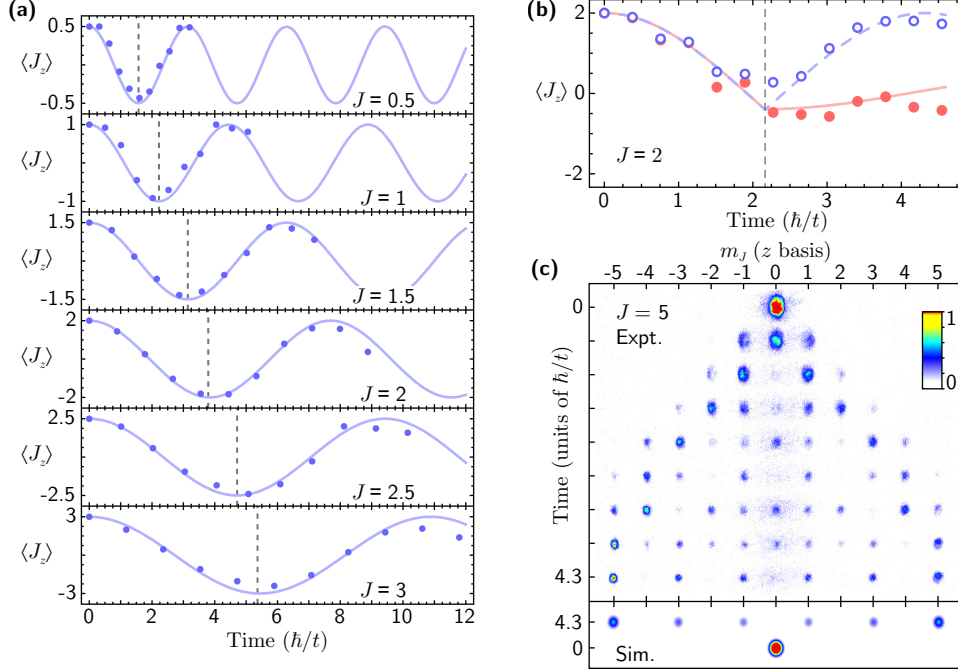 (a)
0.5
⟨J_z⟩
-0.5
J = 0.5
1
⟨J_z⟩
-1
J = 1
1.5
⟨J_z⟩
-1.5
J = 1.5
2
⟨J_z⟩
-2
J = 2
2.5
⟨J_z⟩
-2.5
J = 2.5
3
⟨J_z⟩
-3
J = 3
0 2 4 6 8 10 12
Time (ħ/t)
(b)
2
⟨J_z⟩ 0
2
-2
J = 2
0 1 2 3 4
Time (ħ/t)
(c)
m_J (z basis)
-5 -4 -3 -2 -1 0 1 2 3 4 5
0
J = 5
Expt.
1
0
Time (units of ħ/t)
4.3
4.3
0
Sim.